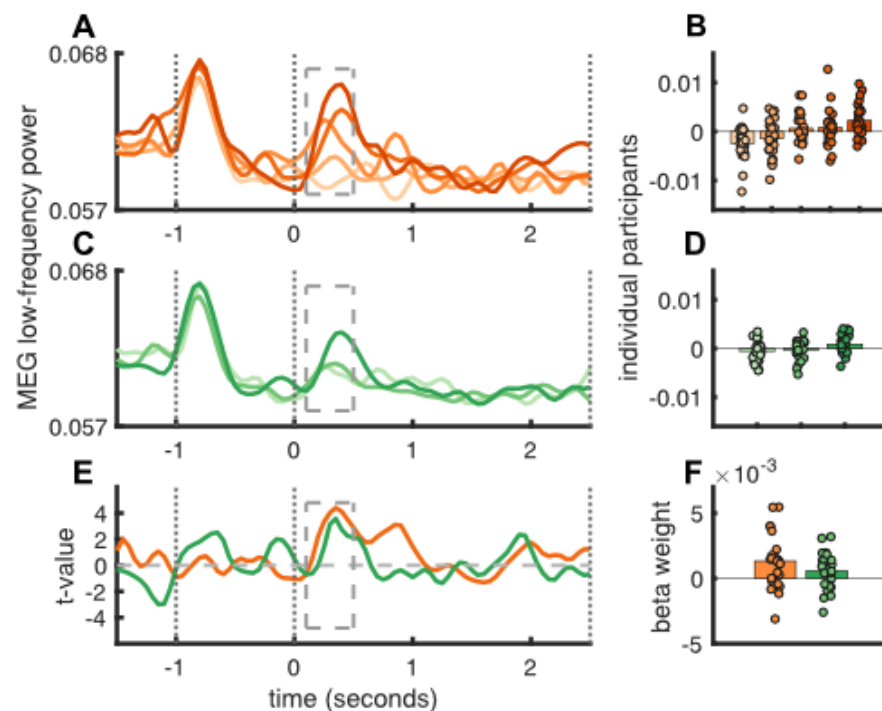 A
B
0.068
0.057
-1
0
1
2
0.01
0
-0.01
C
D
0.068
0.057
-1
0
1
2
0.01
0
-0.01
MEG low-frequency power
individual participants
E
F
4
2
0
-2
-4
t-value
-1
0
1
2
time (seconds)
×10⁻³
5
0
-5
beta weight